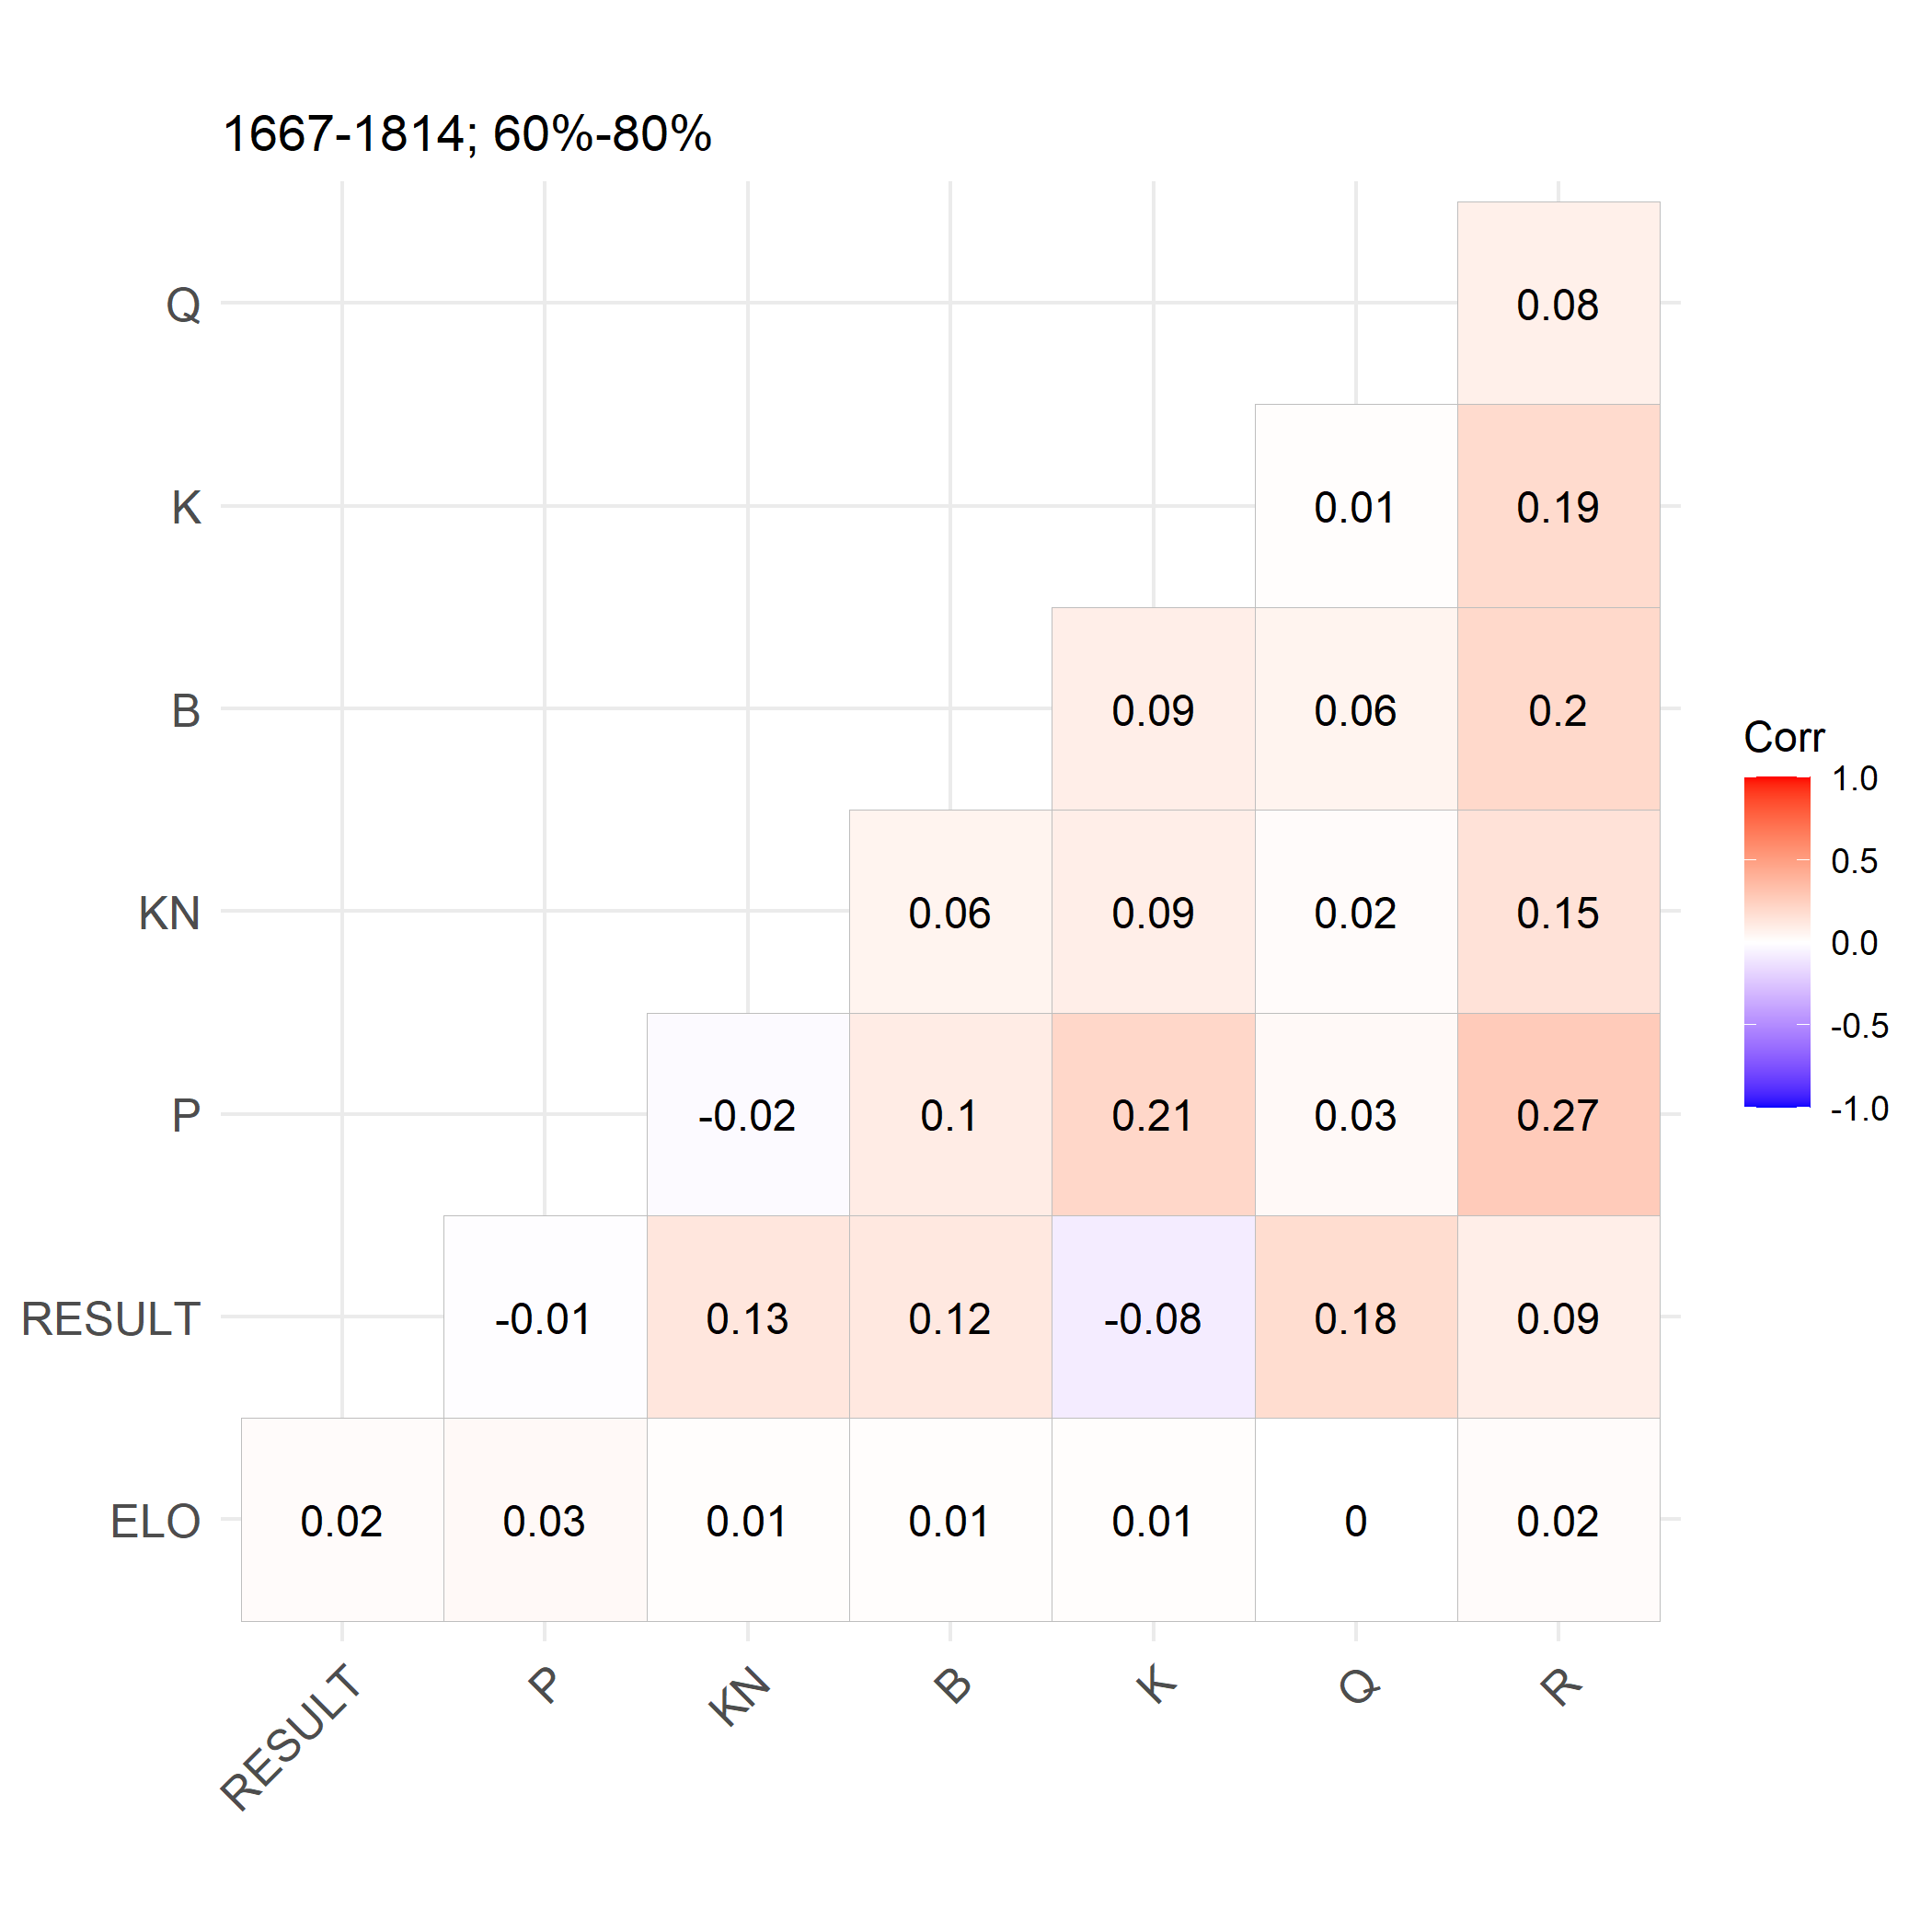 1667-1814; 60%-80%
Q 0.08
K 0.01 0.19
B 0.09 0.06 0.2
KN 0.06 0.09 0.02 0.15
P -0.02 0.1 0.21 0.03 0.27
RESULT -0.01 0.13 0.12 -0.08 0.18 0.09
ELO 0.02 0.03 0.01 0.01 0.01 0 0.02
RESULT P KN B K Q R
Corr
1.0
0.5
0.0
-0.5
-1.0